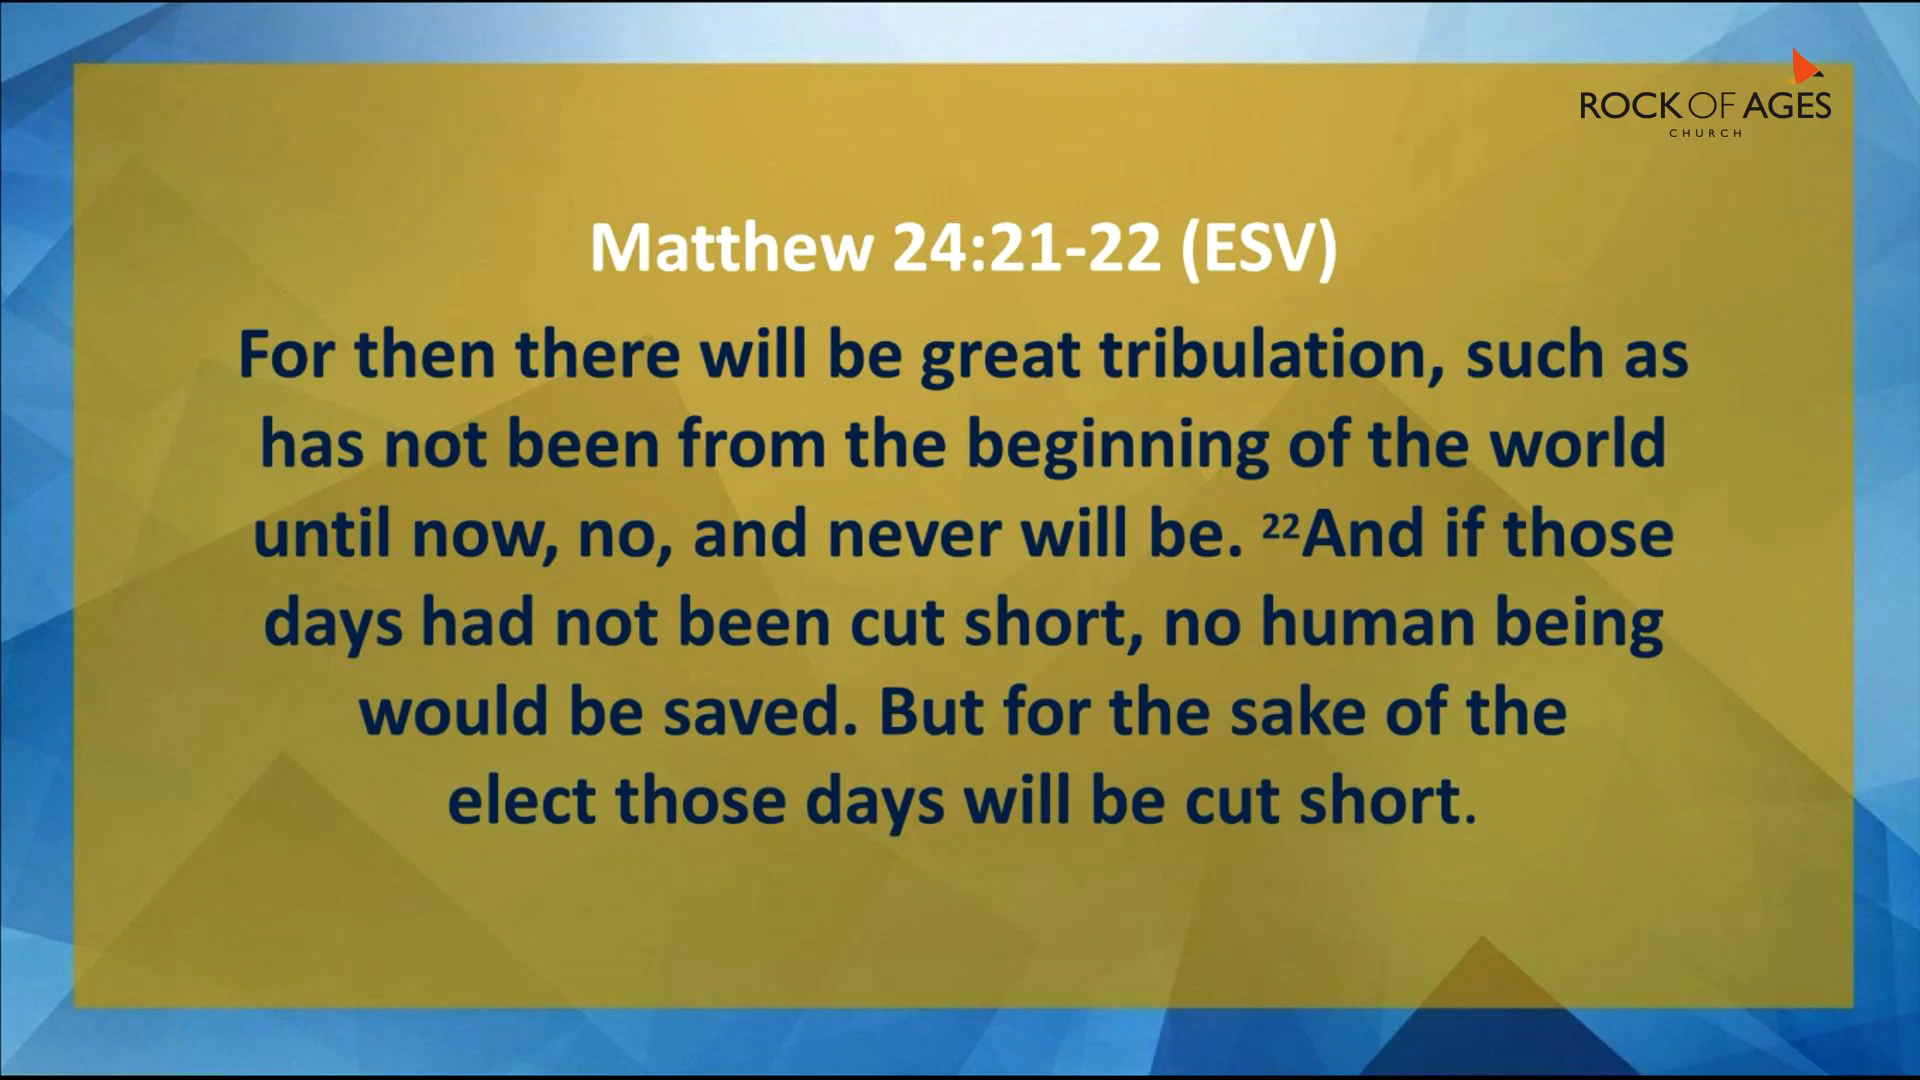 ROCK OF AGES
CHURCH
Matthew 24:21-22 (ESV)
For then there will be great tribulation, such as
has not been from the beginning of the world
until now, no, and never will be. ²²And if those
days had not been cut short, no human being
would be saved. But for the sake of the
elect those days will be cut short.